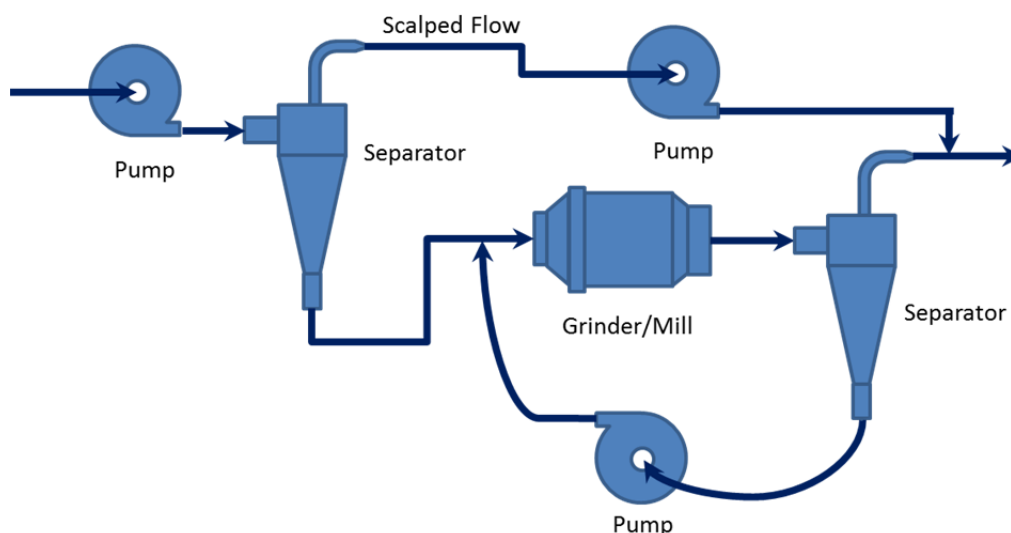 Scalped Flow
Pump
Separator
Pump
Grinder/Mill
Separator
Pump